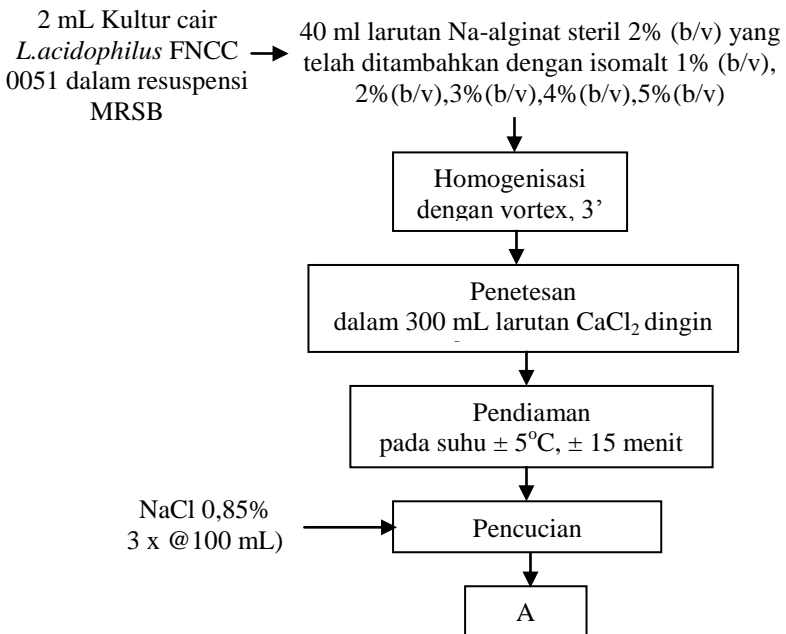 2 mL Kultur cair
L.acidophilus FNCC
0051 dalam resuspensi
MRSB
40 ml larutan Na-alginat steril 2% (b/v) yang
telah ditambahkan dengan isomalt 1% (b/v),
2%(b/v),3%(b/v),4%(b/v),5%(b/v)
Homogenisasi
dengan vortex, 3’
Penetesan
dalam 300 mL larutan CaCl₂ dingin
Pendiaman
pada suhu ± 5°C, ± 15 menit
NaCl 0,85%
3 x @100 mL)
Pencucian
A